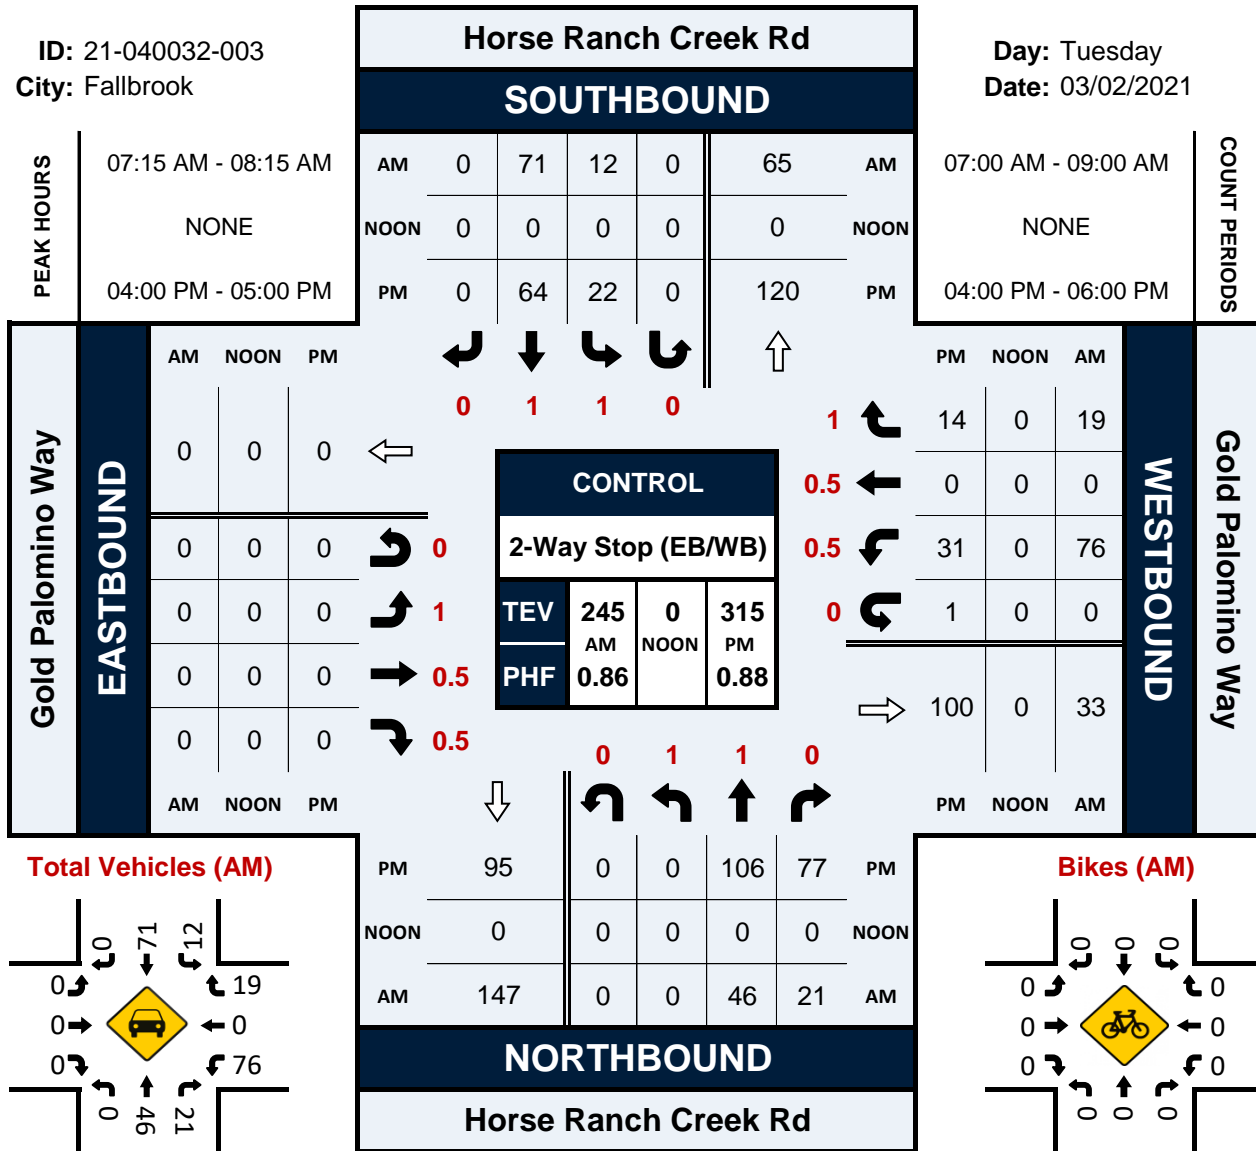 ID: 21-040032-003
City: Fallbrook
Horse Ranch Creek Rd
SOUTHBOUND
Day: Tuesday
Date: 03/02/2021
PEAK HOURS
07:15 AM - 08:15 AM
NONE
04:00 PM - 05:00 PM
AM 0 71 12 0 65 AM
NOON 0 0 0 0 0 NOON
PM 0 64 22 0 120 PM
07:00 AM - 09:00 AM
NONE
04:00 PM - 06:00 PM
COUNT PERIODS
0 1 1 0
Gold Palomino Way
EASTBOUND
AM NOON PM
0 0 0
0 0 0 0
0 0 0 1
0 0 0 0.5
0 0 0 0.5
AM NOON PM
CONTROL
2-Way Stop (EB/WB)
TEV 245 0 315
AM NOON PM
PHF 0.86 0.88
PM NOON AM
1 14 0 19
0.5 0 0 0
0.5 31 0 76
0 1 0 0
100 0 33
PM NOON AM
WESTBOUND
Gold Palomino Way
0 1 1 0
PM 95 0 0 106 77 PM
NOON 0 0 0 0 0 NOON
AM 147 0 0 46 21 AM
NORTHBOUND
Horse Ranch Creek Rd
Total Vehicles (AM)
0 71 12
0 19
0 0
0 76
0 46 21
Bikes (AM)
0 0 0
0 0
0 0
0 0
0 0 0